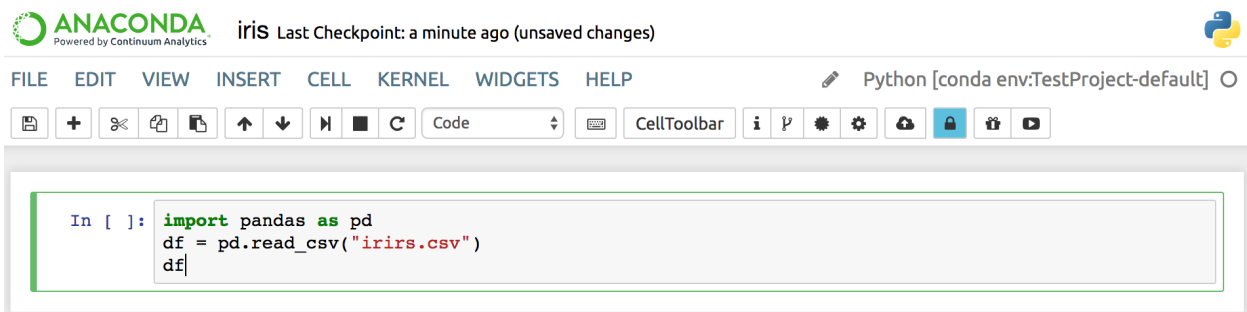 ANACONDA
Powered by Continuum Analytics
iris Last Checkpoint: a minute ago (unsaved changes)
FILE EDIT VIEW INSERT CELL KERNEL WIDGETS HELP Python [conda env:TestProject-default]
Code CellToolbar
In [ ]: import pandas as pd
df = pd.read_csv("irirs.csv")
df